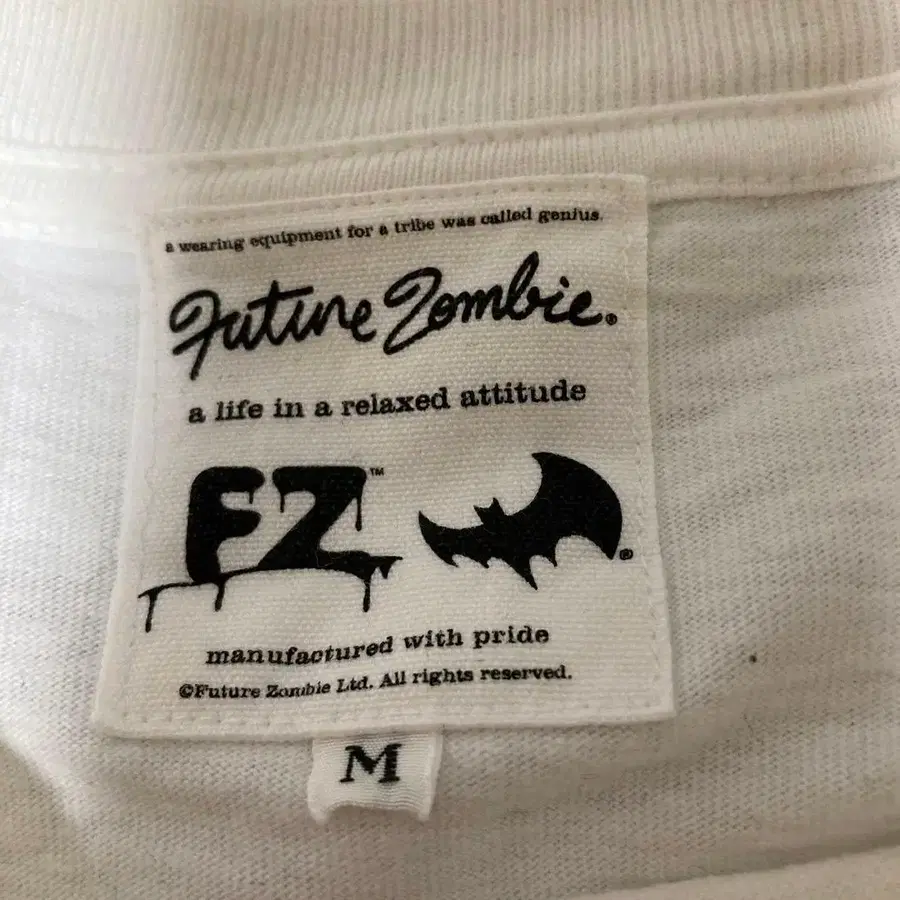 a wearing equipment for a tribe was called genius.
Future Zombie.®
a life in a relaxed attitude
FZ™
®
manufactured with pride
©Future Zombie Ltd. All rights reserved.
M